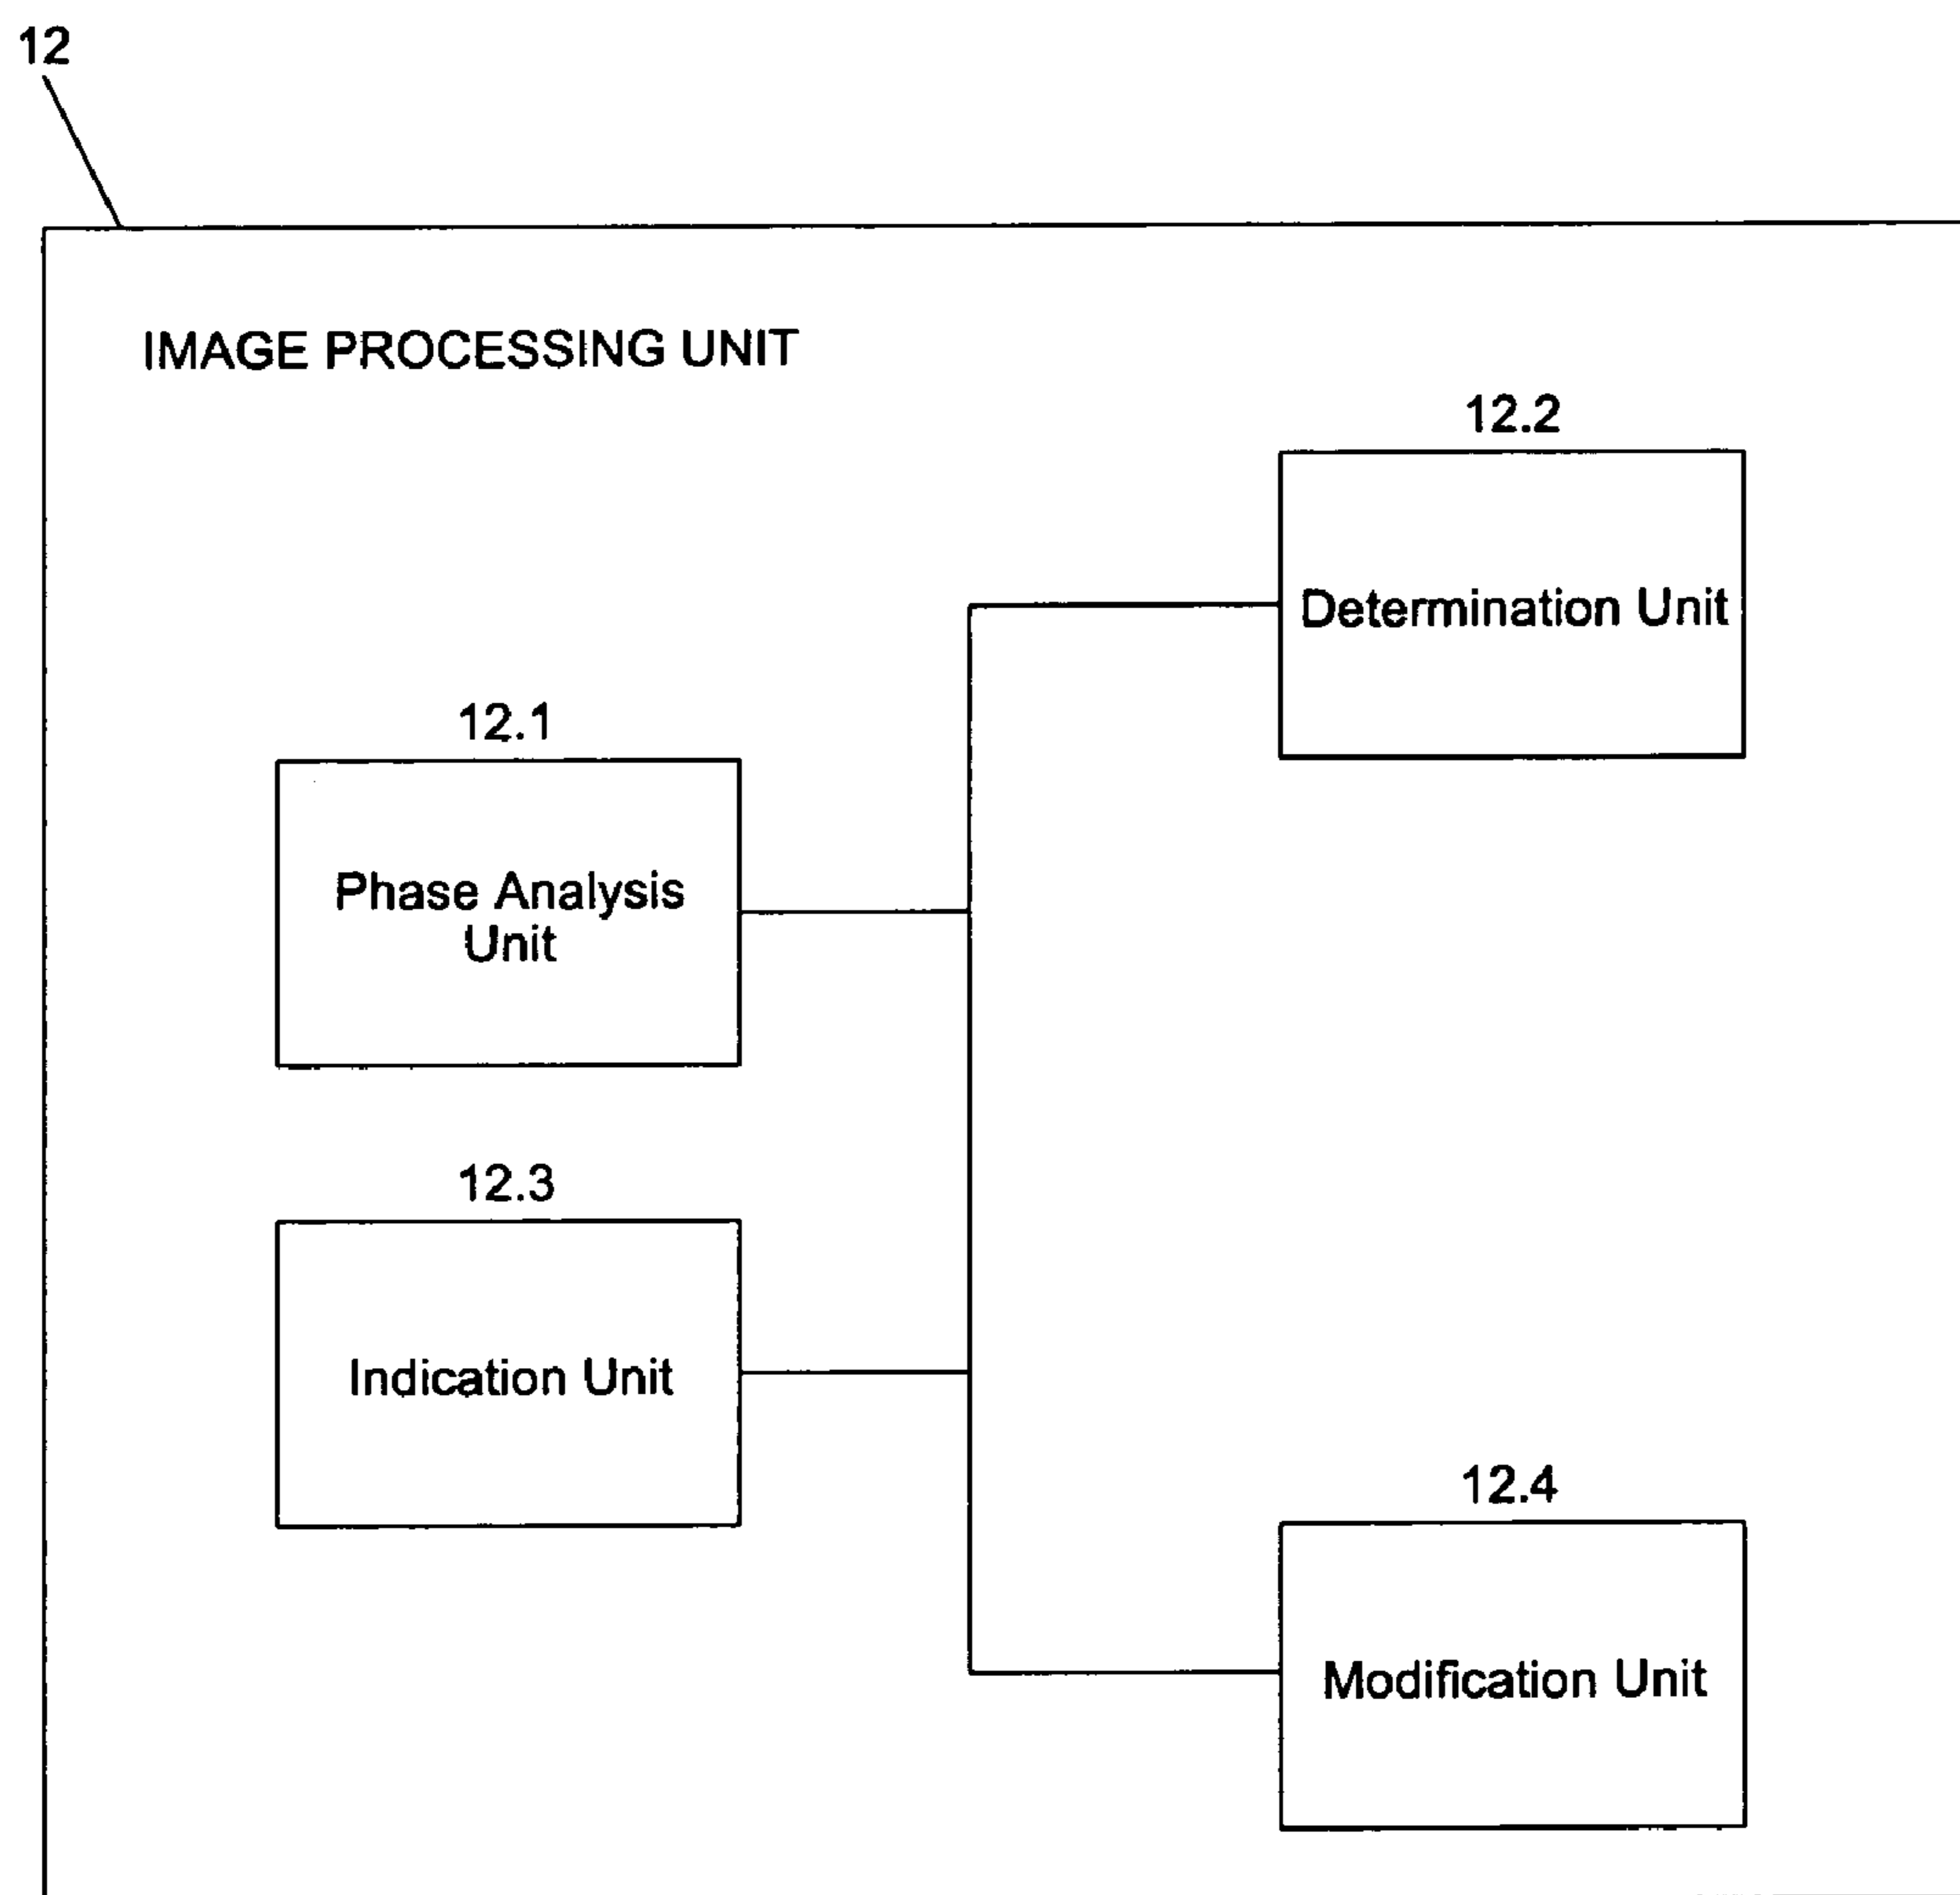 12
IMAGE PROCESSING UNIT
12.2
Determination Unit
12.1
Phase Analysis
Unit
12.3
Indication Unit
12.4
Modification Unit